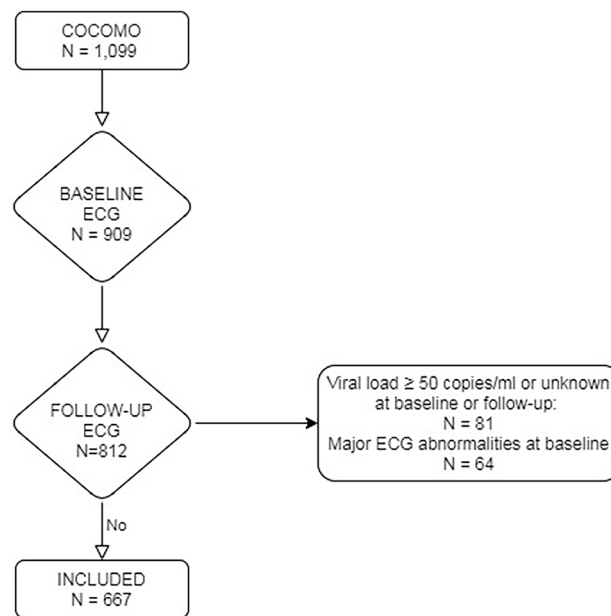 COCOMO
N = 1,099
BASELINE
ECG
N = 909
FOLLOW-UP
ECG
N=812
Viral load ≥ 50 copies/ml or unknown
at baseline or follow-up:
N = 81
Major ECG abnormalities at baseline
N = 64
No
INCLUDED
N = 667